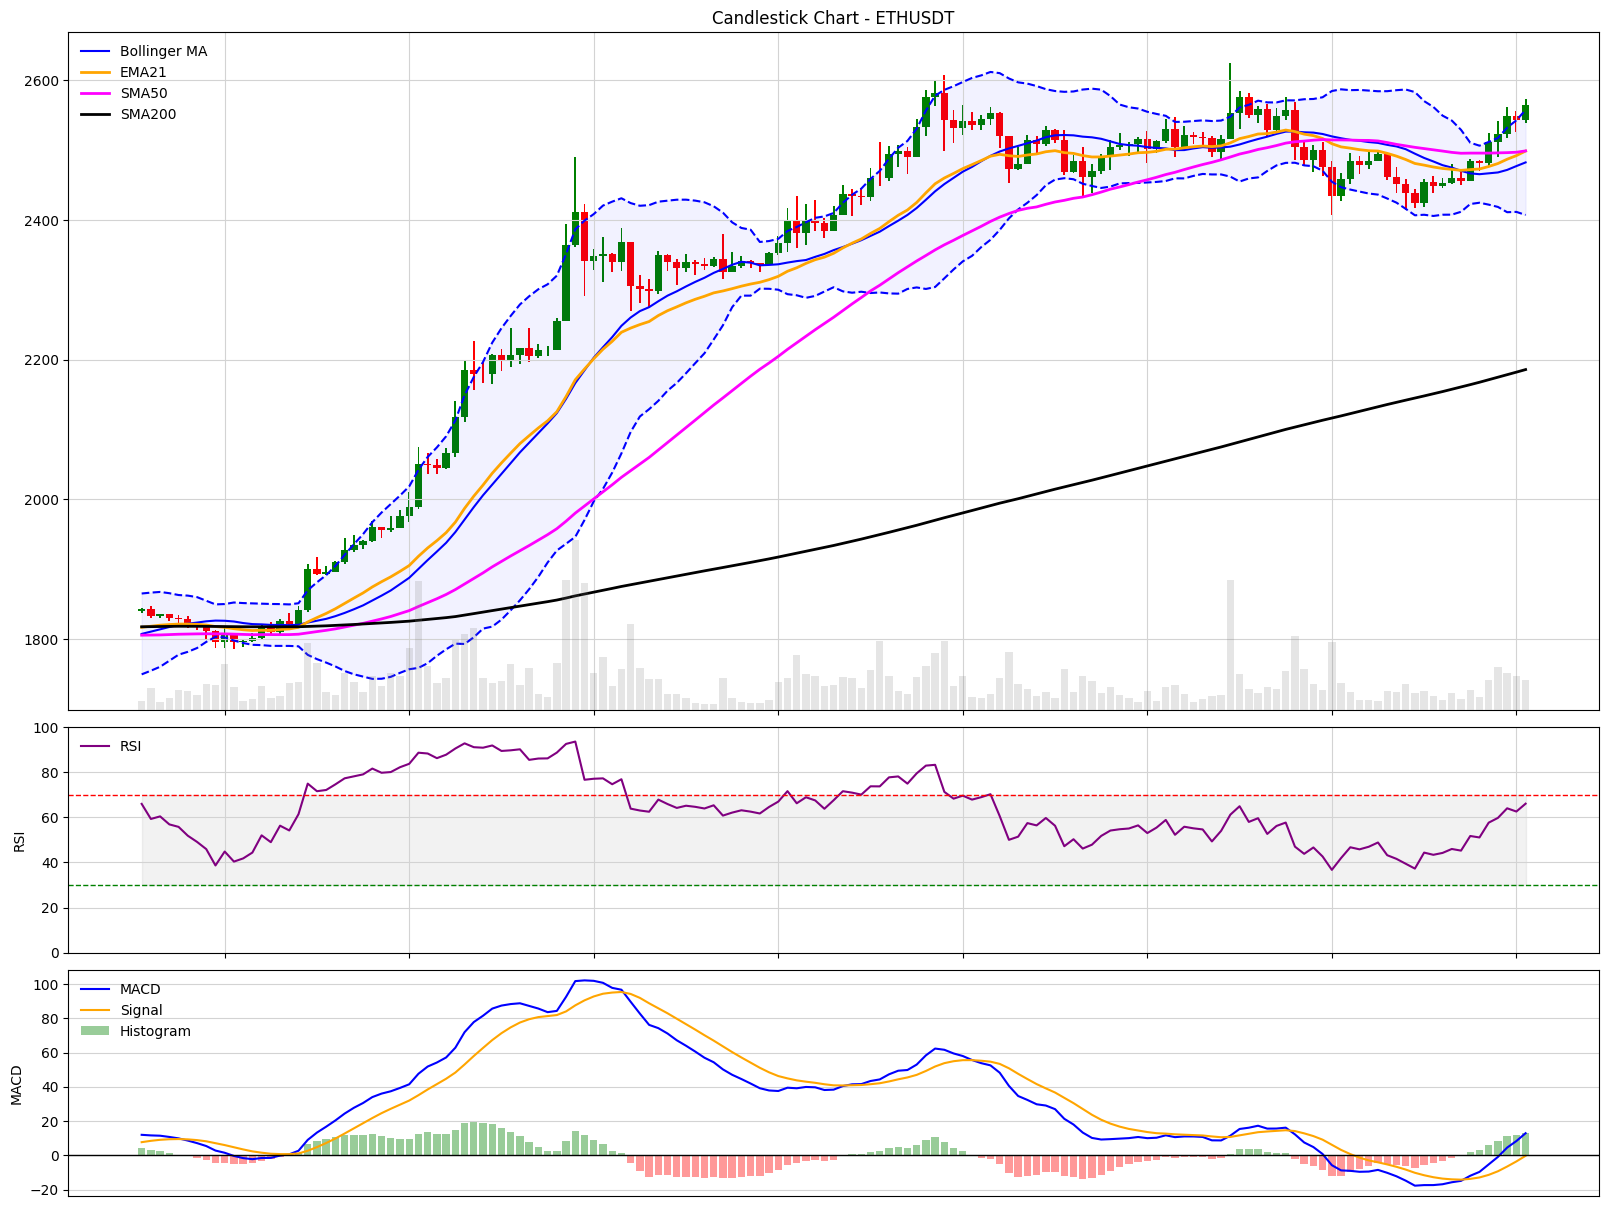 Candlestick Chart - ETHUSDT
Bollinger MA
EMA21
SMA50
SMA200
2600
2400
2200
2000
1800
RSI
100
80
60
40
20
0
RSI
MACD
Signal
Histogram
100
80
60
40
20
0
−20
MACD